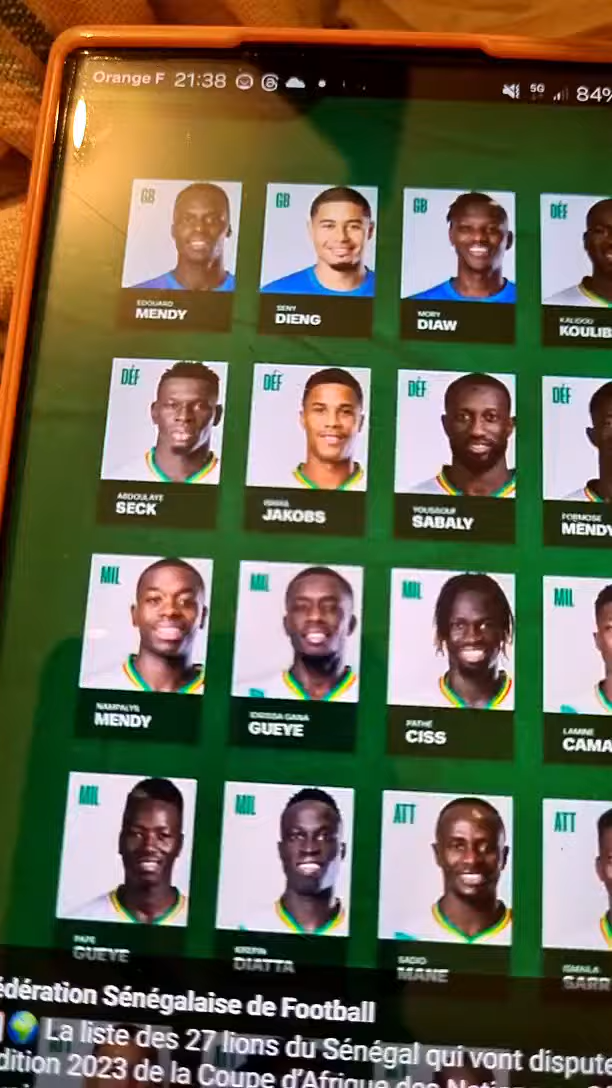 Orange F 21:38 5G 84%
GB GB GB DÉF
EDOUARD SENY MORY KALIDOU
MENDY DIENG DIAW KOULIB
DÉF DÉF DÉF DÉF
ABDOULAYE ISMAIL YOUSSOUF FORMOSE
SECK JAKOBS SABALY MENDY
MIL MIL MIL MIL
NAMPALYS IDRISSA GANA PATHÉ LAMINE
MENDY GUEYE CISS CAMA
MIL MIL ATT ATT
PAPE KREPIN SADIO ISMAILA
GUEYE DIATTA MANE SARR
édération Sénégalaise de Football
La liste des 27 lions du Sénégal qui vont dispute
dition 2023 de la Coupe d'Afrique des